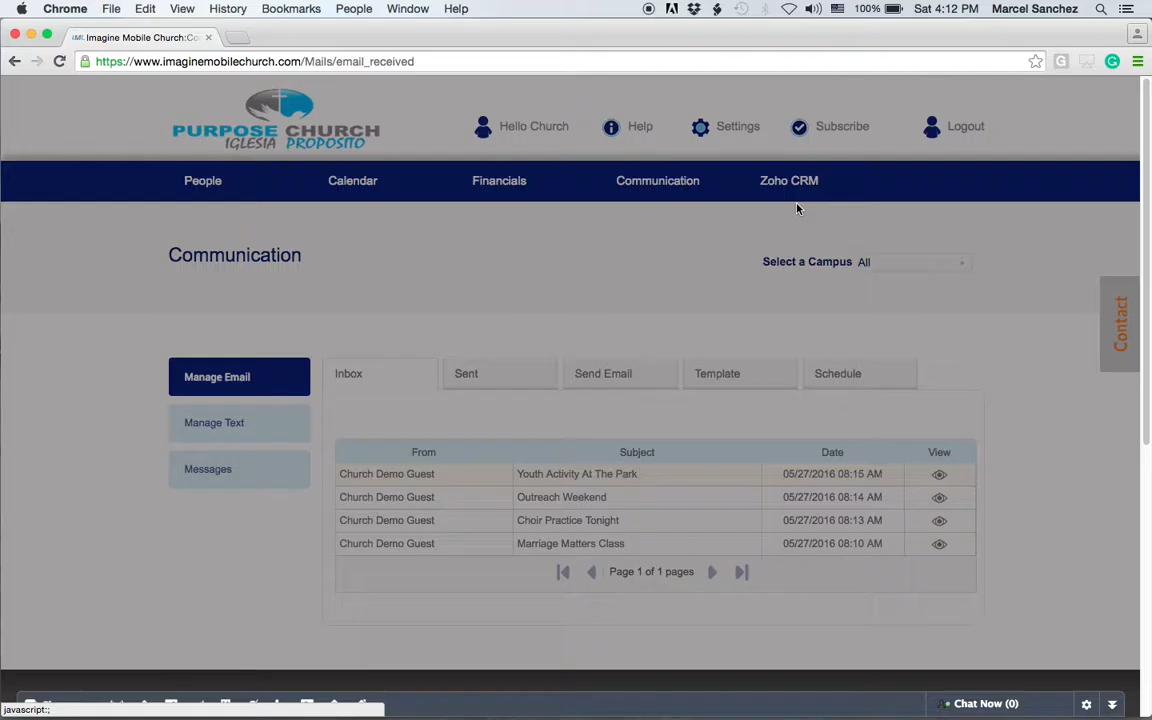 Chrome File Edit View History Bookmarks People Window Help 100% Sat 4:12 PM Marcel Sanchez
Imagine Mobile Church:Co
https://www.imaginemobilechurch.com/Mails/email_received
PURPOSE CHURCH
IGLESIA PROPOSITO
Hello Church Help Settings Subscribe Logout
People Calendar Financials Communication Zoho CRM
Communication
Select a Campus All
Contact
Manage Email
Manage Text
Messages
Inbox Sent Send Email Template Schedule
From Subject Date View
Church Demo Guest Youth Activity At The Park 05/27/2016 08:15 AM
Church Demo Guest Outreach Weekend 05/27/2016 08:14 AM
Church Demo Guest Choir Practice Tonight 05/27/2016 08:13 AM
Church Demo Guest Marriage Matters Class 05/27/2016 08:10 AM
Page 1 of 1 pages
Chat Now (0)
javascript:;